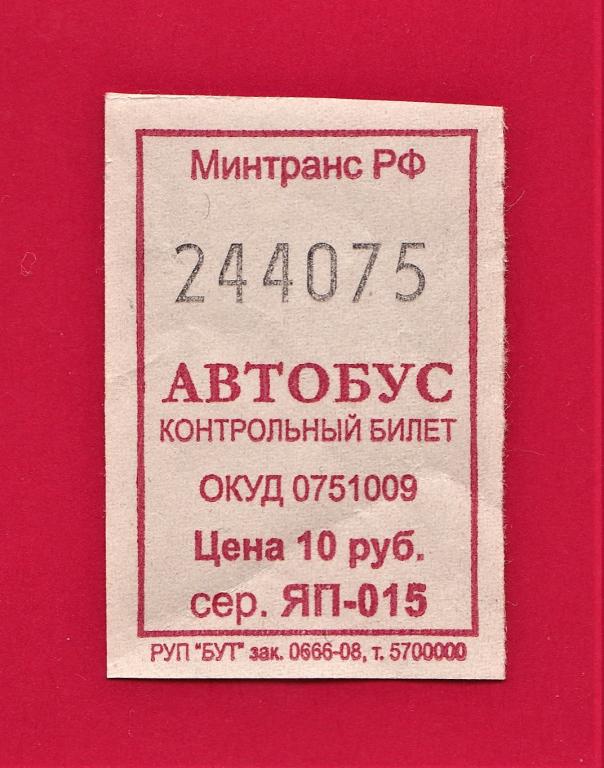 Минтранс РФ
244075
АВТОБУС
КОНТРОЛЬНЫЙ БИЛЕТ
ОКУД 0751009
Цена 10 руб.
сер. ЯП-015
РУП "БУТ" зак. 0666-08, т. 5700000